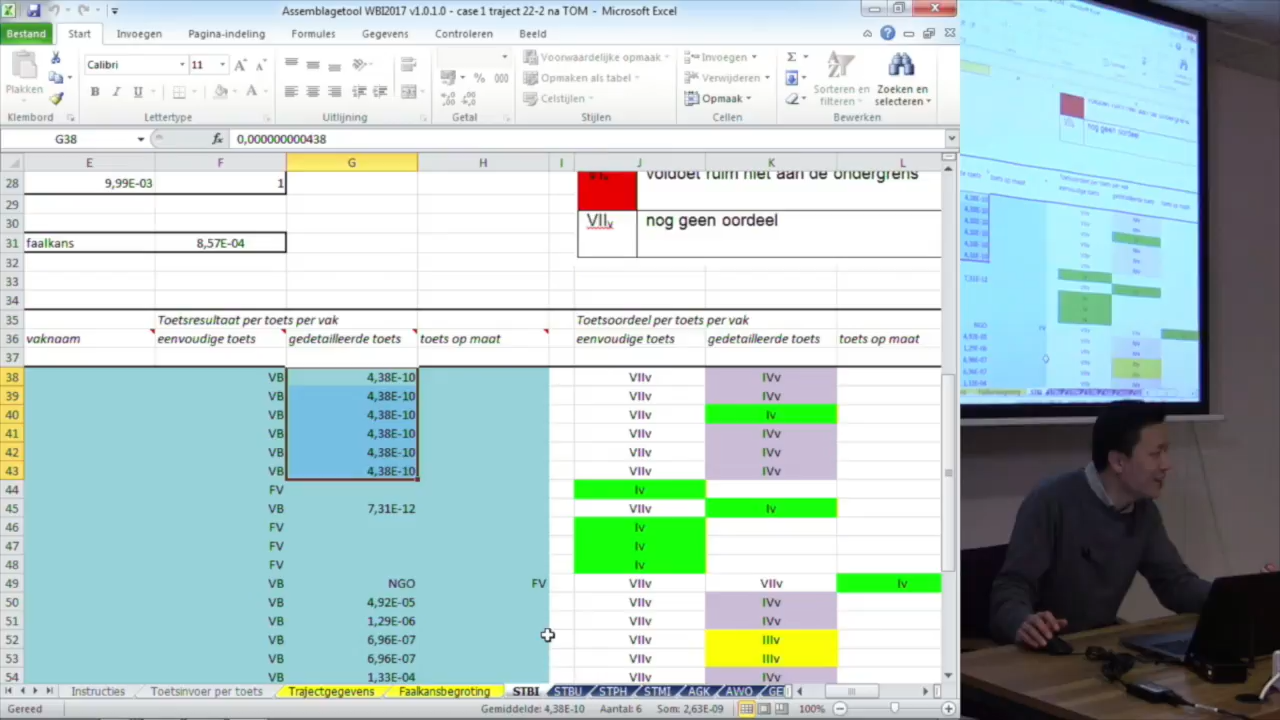 Assemblagetool WBI2017 v1.0.1.0 - case 1 traject 22-2 na TOM - Microsoft Excel
Bestand Start Invoegen Pagina-indeling Formules Gegevens Controleren Beeld
Plakken Calibri 11 Voorwaardelijke opmaak Invoegen
Opmaken als tabel Verwijderen Sorteren en filteren Zoeken en selecteren
Celstijlen Opmaak
Klembord Lettertype Uitlijning Getal Stijlen Cellen Bewerken
G38 fx 0,000000000438
E F G H I J K L
28 9,99E-03 1 voldoet ruim niet aan de ondergrens
29
30 VIIv nog geen oordeel
31 faalkans 8,57E-04
32
33
34
35 Toetsresultaat per toets per vak Toetsoordeel per toets per vak
36 vaknaam eenvoudige toets gedetailleerde toets toets op maat eenvoudige toets gedetailleerde toets toets op maat
37
38 VB 4,38E-10 VIIv IVv
39 VB 4,38E-10 VIIv IVv
40 VB 4,38E-10 VIIv Iv
41 VB 4,38E-10 VIIv IVv
42 VB 4,38E-10 VIIv IVv
43 VB 4,38E-10 VIIv IVv
44 FV Iv
45 VB 7,31E-12 VIIv Iv
46 FV Iv
47 FV Iv
48 FV Iv
49 VB NGO FV VIIv VIIv Iv
50 VB 4,92E-05 VIIv IVv
51 VB 1,29E-06 VIIv IVv
52 VB 6,96E-07 VIIv IIIv
53 VB 6,96E-07 VIIv IIIv
54 VB 1,33E-04 VIIv IVv
Instructies Toetsinvoer per toets Trajectgegevens Faalkansbegroting STBI STBU STPH STMI AGK AWO GE
Gereed Gemiddelde: 4,38E-10 Aantal: 6 Som: 2,63E-09 100%
nog geen oordeel